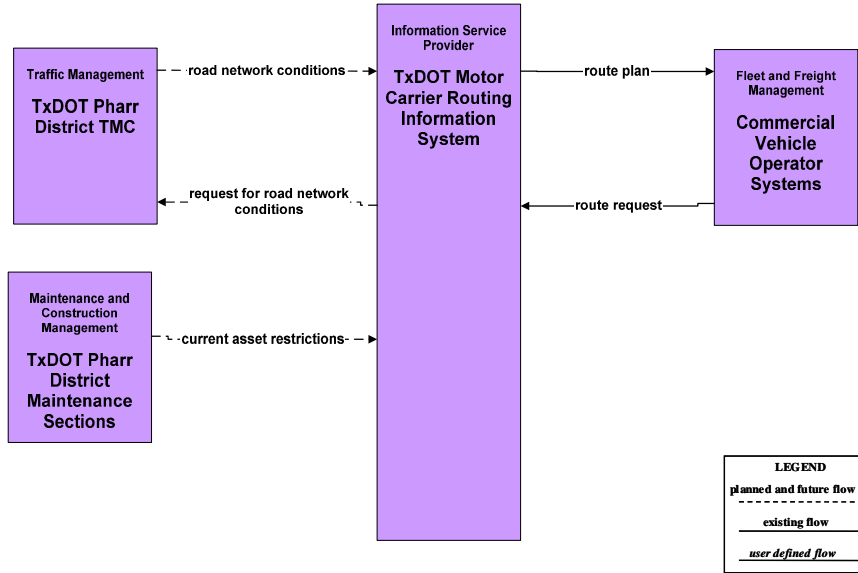 Traffic Management
TxDOT Pharr
District TMC
road network conditions
request for road network
conditions
Maintenance and
Construction
Management
TxDOT Pharr
District
Maintenance
Sections
current asset restrictions
Information Service
Provider
TxDOT Motor
Carrier Routing
Information
System
route plan
route request
Fleet and Freight
Management
Commercial
Vehicle
Operator
Systems
LEGEND
planned and future flow
existing flow
user defined flow